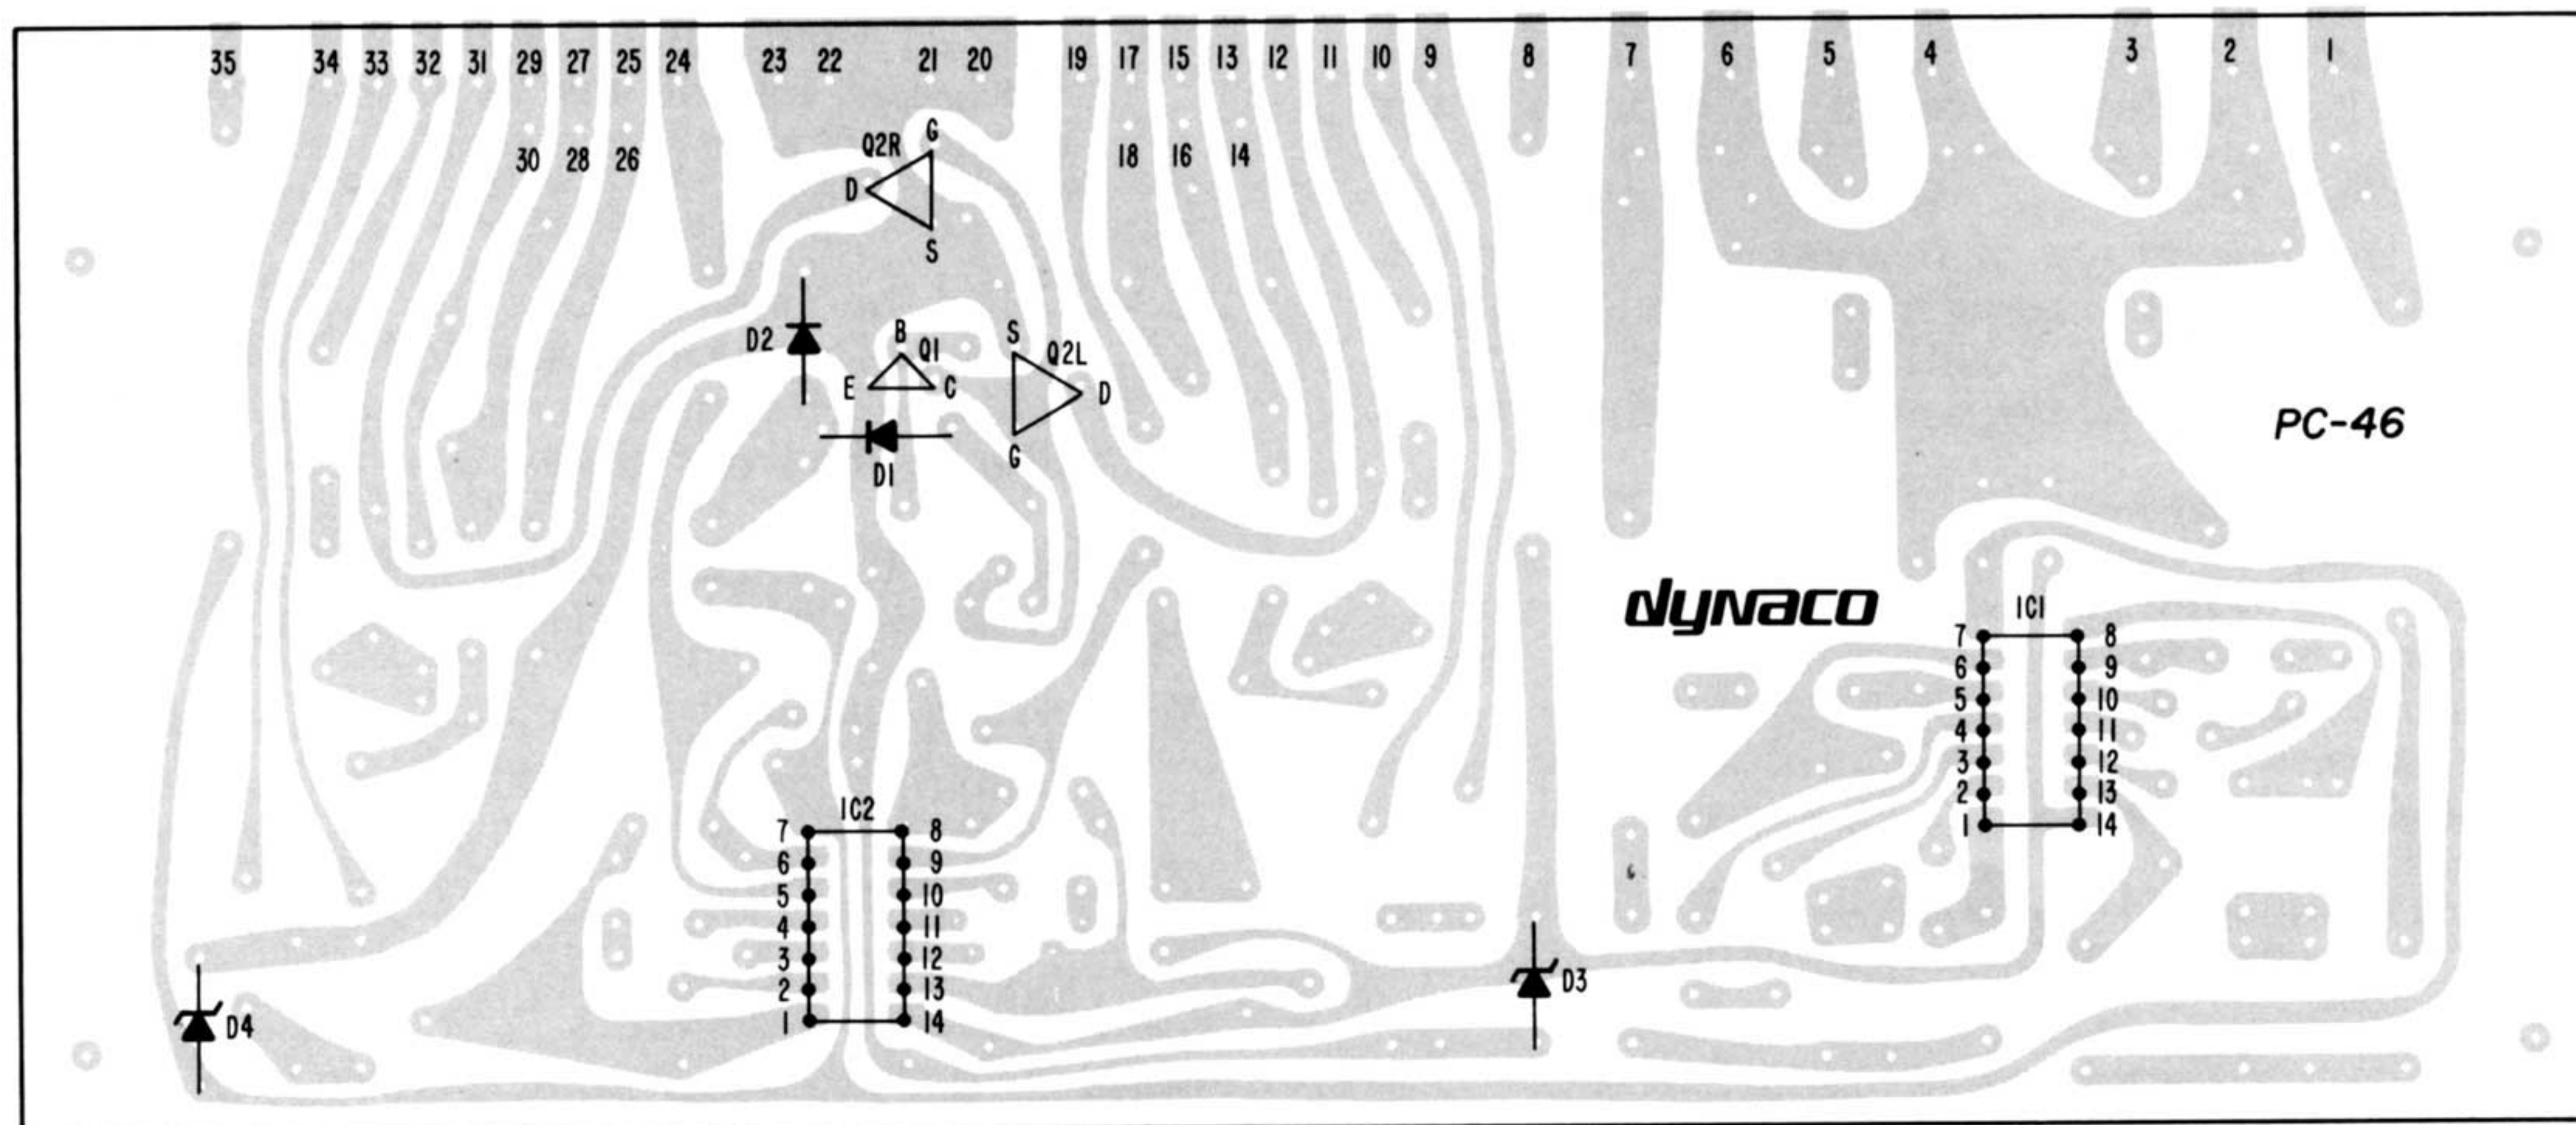 35 34 33 32 31 29 27 25 24 23 22 21 20 19 17 15 13 12 11 10 9 8 7 6 5 4 3 2 1
30 28 26 18 16 14
Q2R G
D
S
D2
B Q1
E C
S Q2L
D
G
D1
PC-46
dynaco
IC1
7 8
6 9
5 10
4 11
3 12
2 13
1 14
IC2
7 8
6 9
5 10
4 11
3 12
2 13
1 14
D3
D4